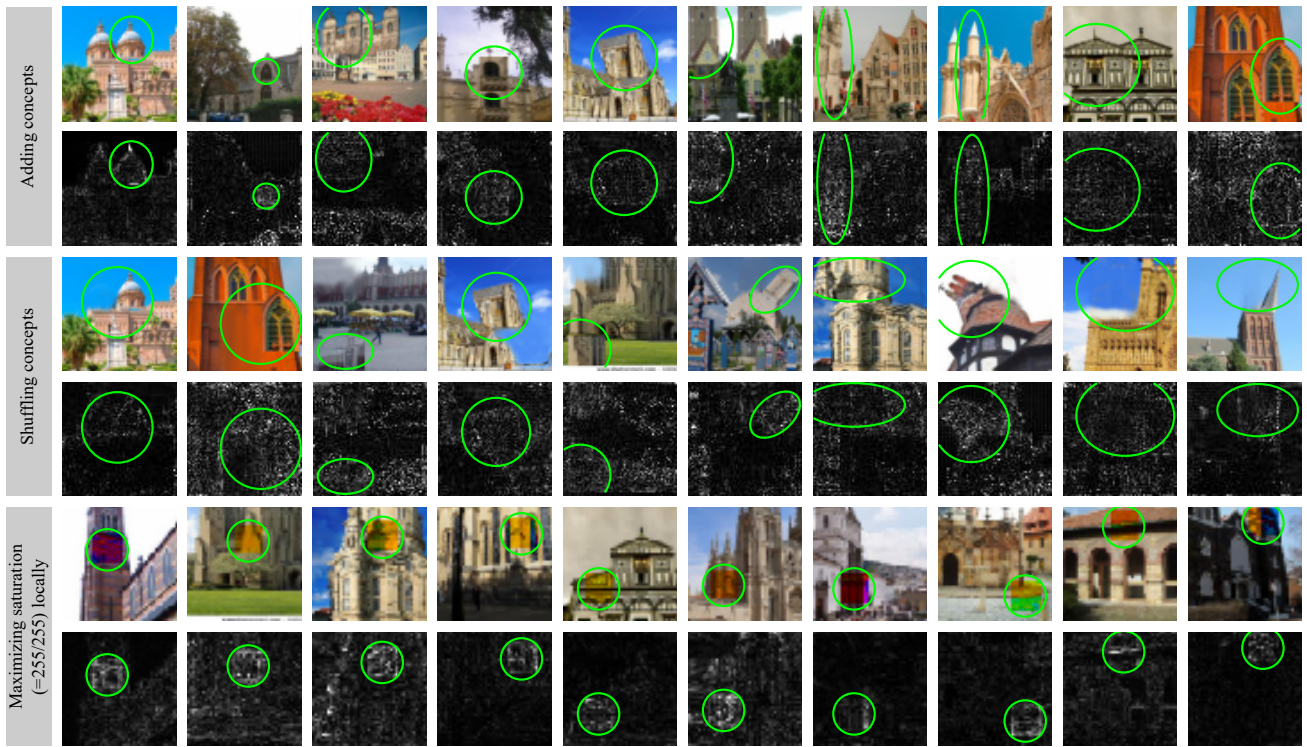 Adding concepts
Shuffling concepts
Maximizing saturation
(=255/255) locally